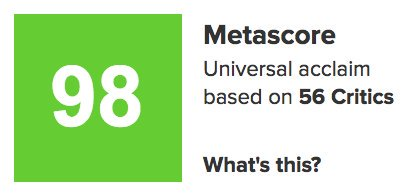 98
Metascore
Universal acclaim
based on 56 Critics
What's this?